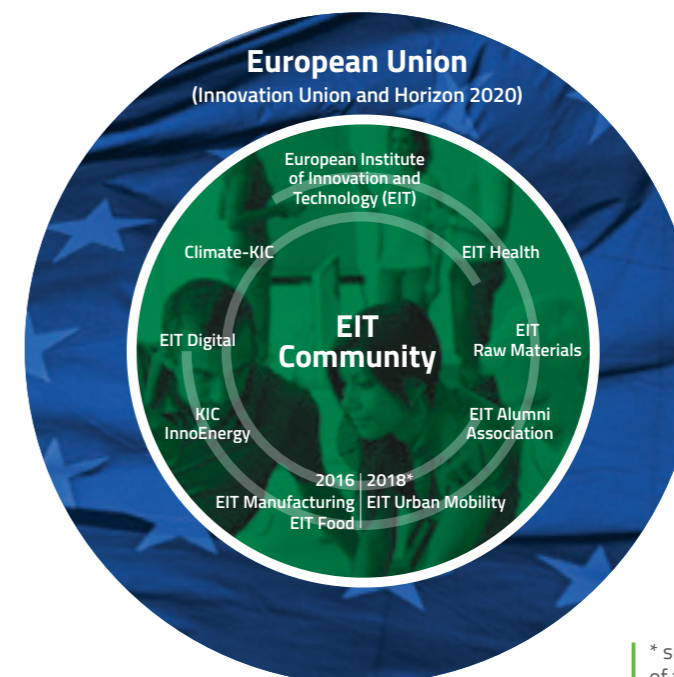 European Union
(Innovation Union and Horizon 2020)
European Institute
of Innovation and
Technology (EIT)
Climate-KIC
EIT Health
EIT Digital
EIT
Community
EIT
Raw Materials
KIC
InnoEnergy
EIT Alumni
Association
2016 | 2018*
EIT Manufacturing
EIT Food
EIT Urban Mobility
*
of